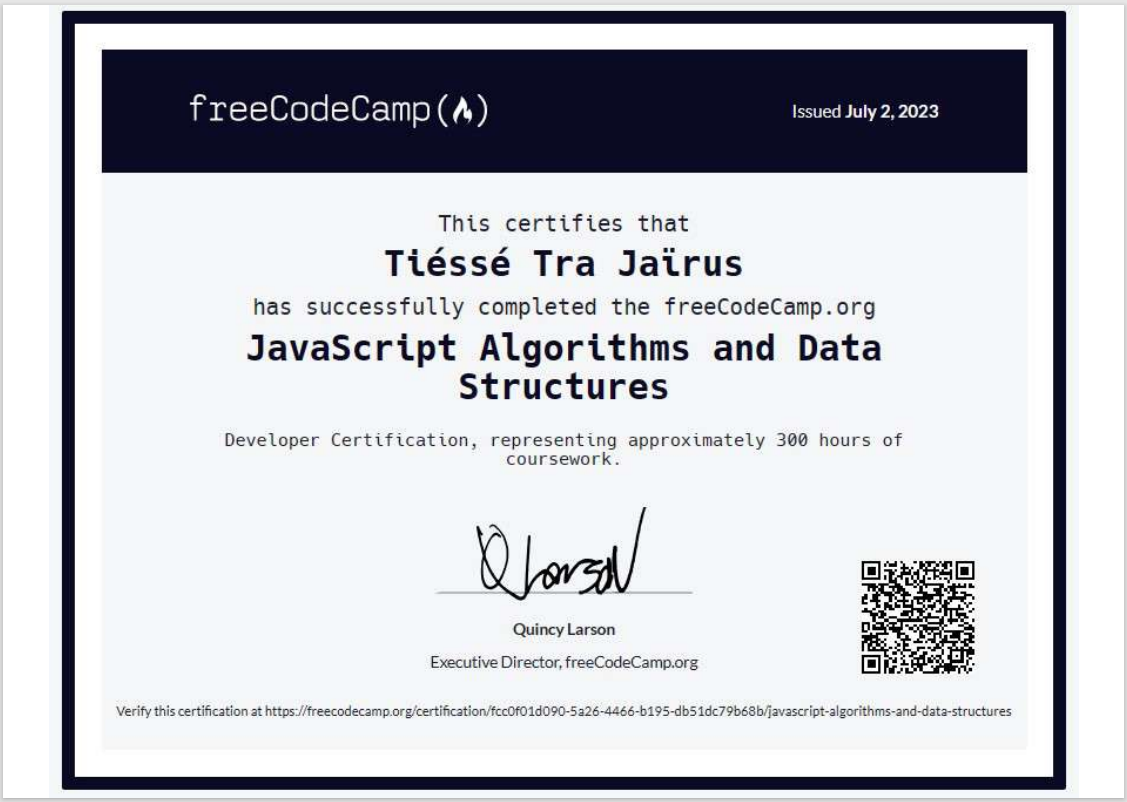 freeCodeCamp
Issued July 2, 2023
This certifies that
Tiéssé Tra Jaïrus
has successfully completed the freeCodeCamp.org
JavaScript Algorithms and Data
Structures
Developer Certification, representing approximately 300 hours of
coursework.
Q Larson
Quincy Larson
Executive Director, freeCodeCamp.org
Verify this certification at https://freecodecamp.org/certification/fcc0f01d090-5a26-4466-b195-db51dc79b68b/javascript-algorithms-and-data-structures